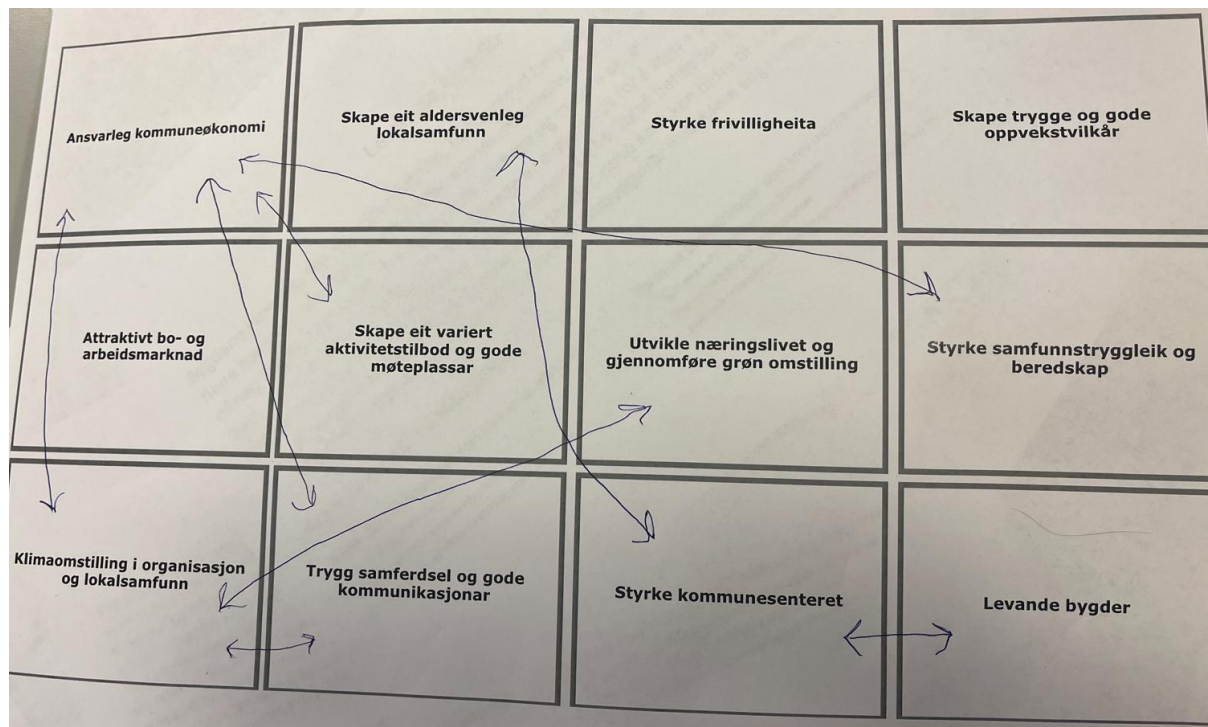 Ansvarleg kommuneøkonomi
Skape eit aldersvenleg
lokalsamfunn
Styrke frivilligheita
Skape trygge og gode
oppvekstvilkår
Attraktivt bo- og
arbeidsmarknad
Skape eit variert
aktivitetstilbod og gode
møteplassar
Utvikle næringslivet og
gjennomføre grøn omstilling
Styrke samfunnstryggleik og
beredskap
Klimaomstilling i organisasjon
og lokalsamfunn
Trygg samferdsel og gode
kommunikasjonar
Styrke kommunesenteret
Levande bygder